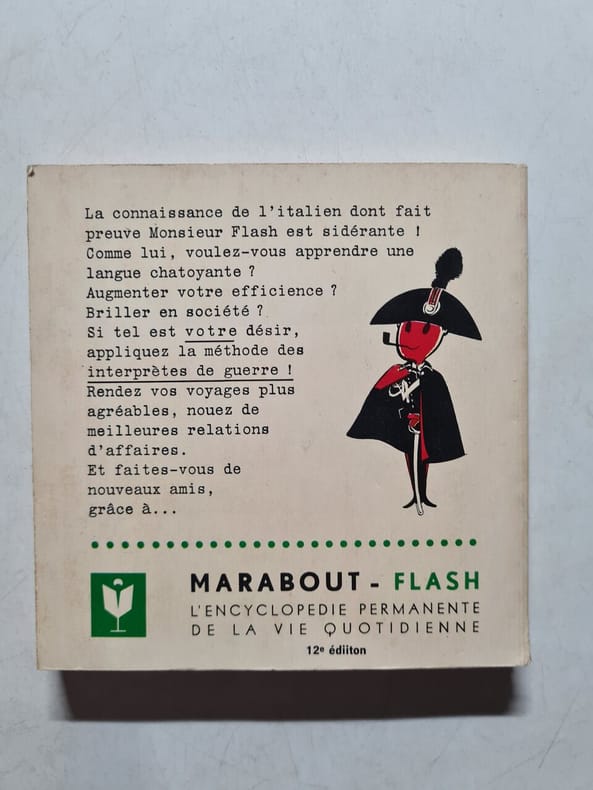 La connaissance de l'italien dont fait
preuve Monsieur Flash est sidérante !
Comme lui, voulez-vous apprendre une
langue chatoyante ?
Augmenter votre efficience ?
Briller en société ?
Si tel est votre désir,
appliquez la méthode des
interprètes de guerre !
Rendez vos voyages plus
agréables, nouez de
meilleures relations
d'affaires.
Et faites-vous de
nouveaux amis,
grâce à...
MARABOUT - FLASH
L'ENCYCLOPEDIE PERMANENTE
DE LA VIE QUOTIDIENNE
12e édiiton